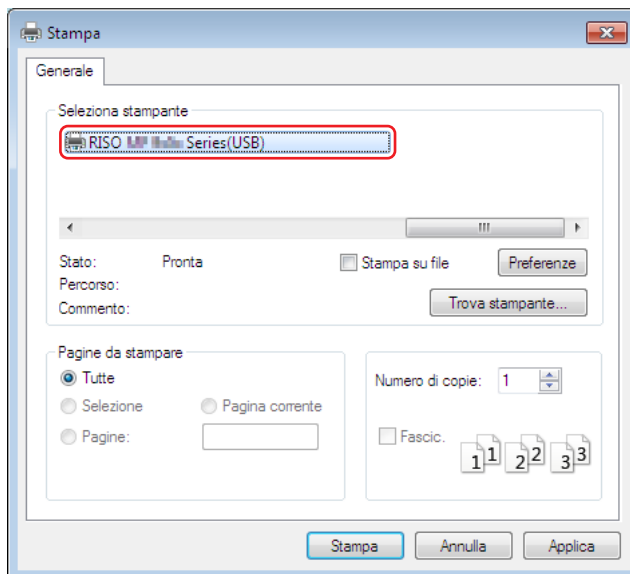 Stampa
Generale
Seleziona stampante
RISO Series(USB)
Stato: Pronta
Stampa su file
Preferenze
Percorso:
Commento:
Trova stampante...
Pagine da stampare
Tutte
Selezione
Pagina corrente
Pagine:
Numero di copie: 1
Fascic.
1 1 2 2 3 3
Stampa
Annulla
Applica